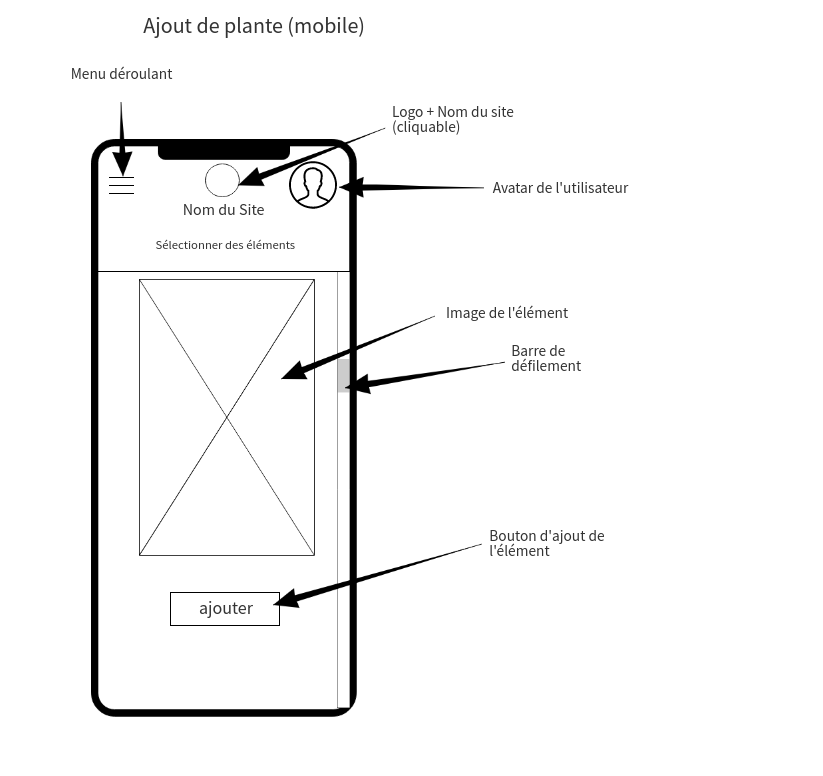 Ajout de plante (mobile)
Menu déroulant
Logo + Nom du site
(cliquable)
Avatar de l'utilisateur
Nom du Site
Sélectionner des éléments
Image de l'élément
Barre de
défilement
Bouton d'ajout de
l'élément
ajouter